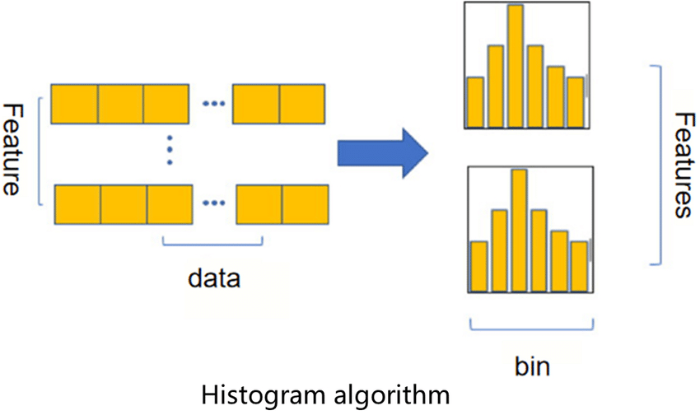 Feature
data
Features
bin
Histogram algorithm